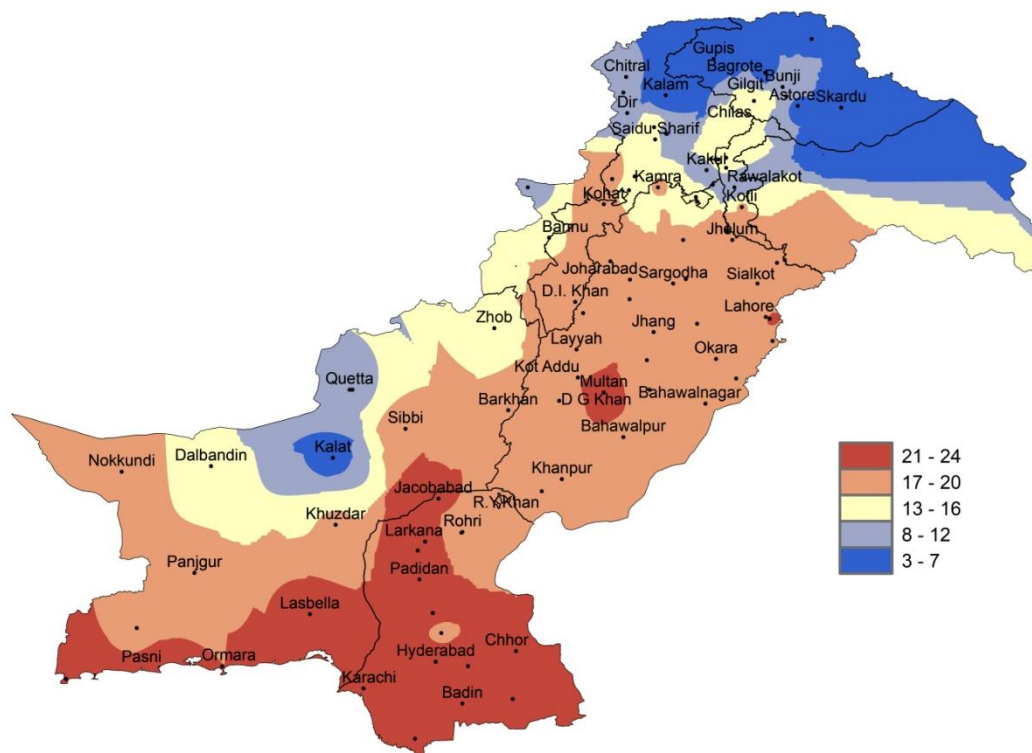 Gupis
Chitral
Bagrote
Bunji
Kalam
Gilgit
Astore
Skardu
Dir
Chilas
Saidu Sharif
Kakul
Kamra
Rawalakot
Kohat
Kotli
Bannu
Jhelum
Joharabad
Sargodha
Sialkot
D.I. Khan
Lahore
Zhob
Jhang
Layyah
Okara
Kot Addu
Quetta
Multan
Barkhan
D G Khan
Bahawalnagar
Sibbi
Bahawalpur
Kalat
Dalbandin
Nokkundi
Khanpur
Jacobabad
R.Y.Khan
Khuzdar
Larkana
Rohri
Panjgur
Padidan
Lasbella
Chhor
Pasni
Ormara
Hyderabad
Karachi
Badin
21 - 24
17 - 20
13 - 16
8 - 12
3 - 7